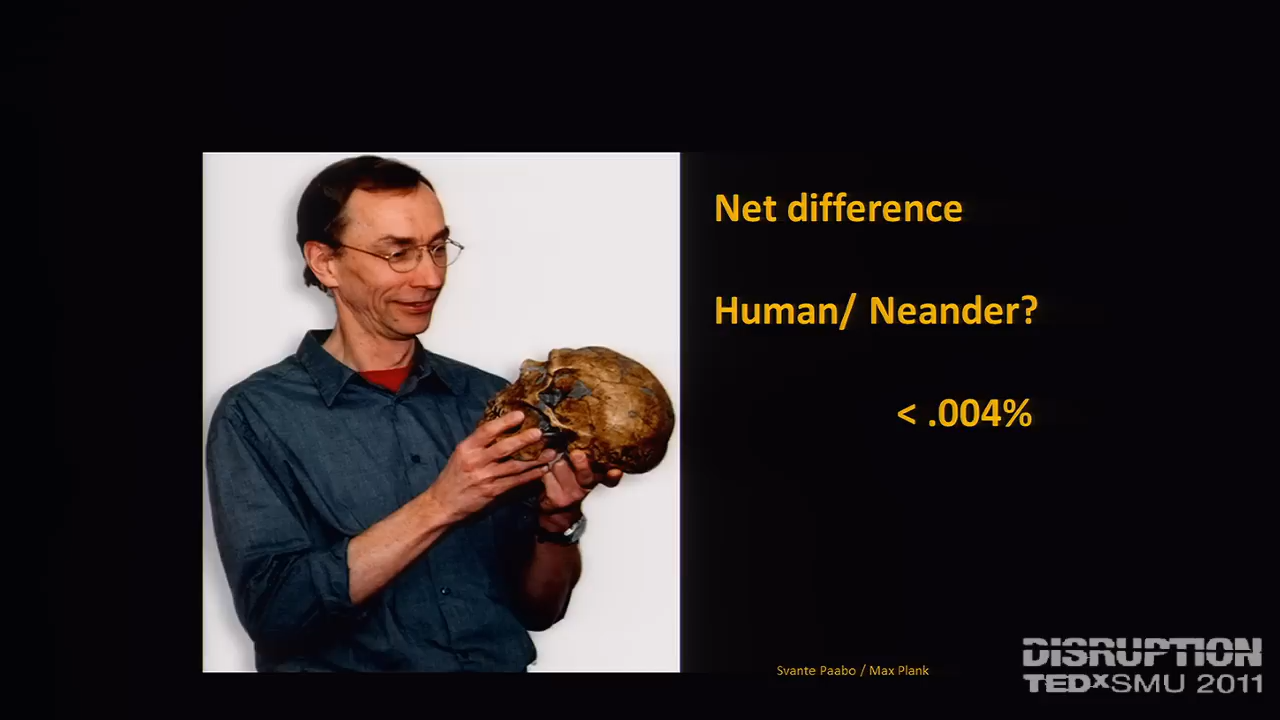 Net difference
Human/ Neander?
< .004%
Svante Paabo / Max Plank
DISRUPTION
TEDxSMU 2011